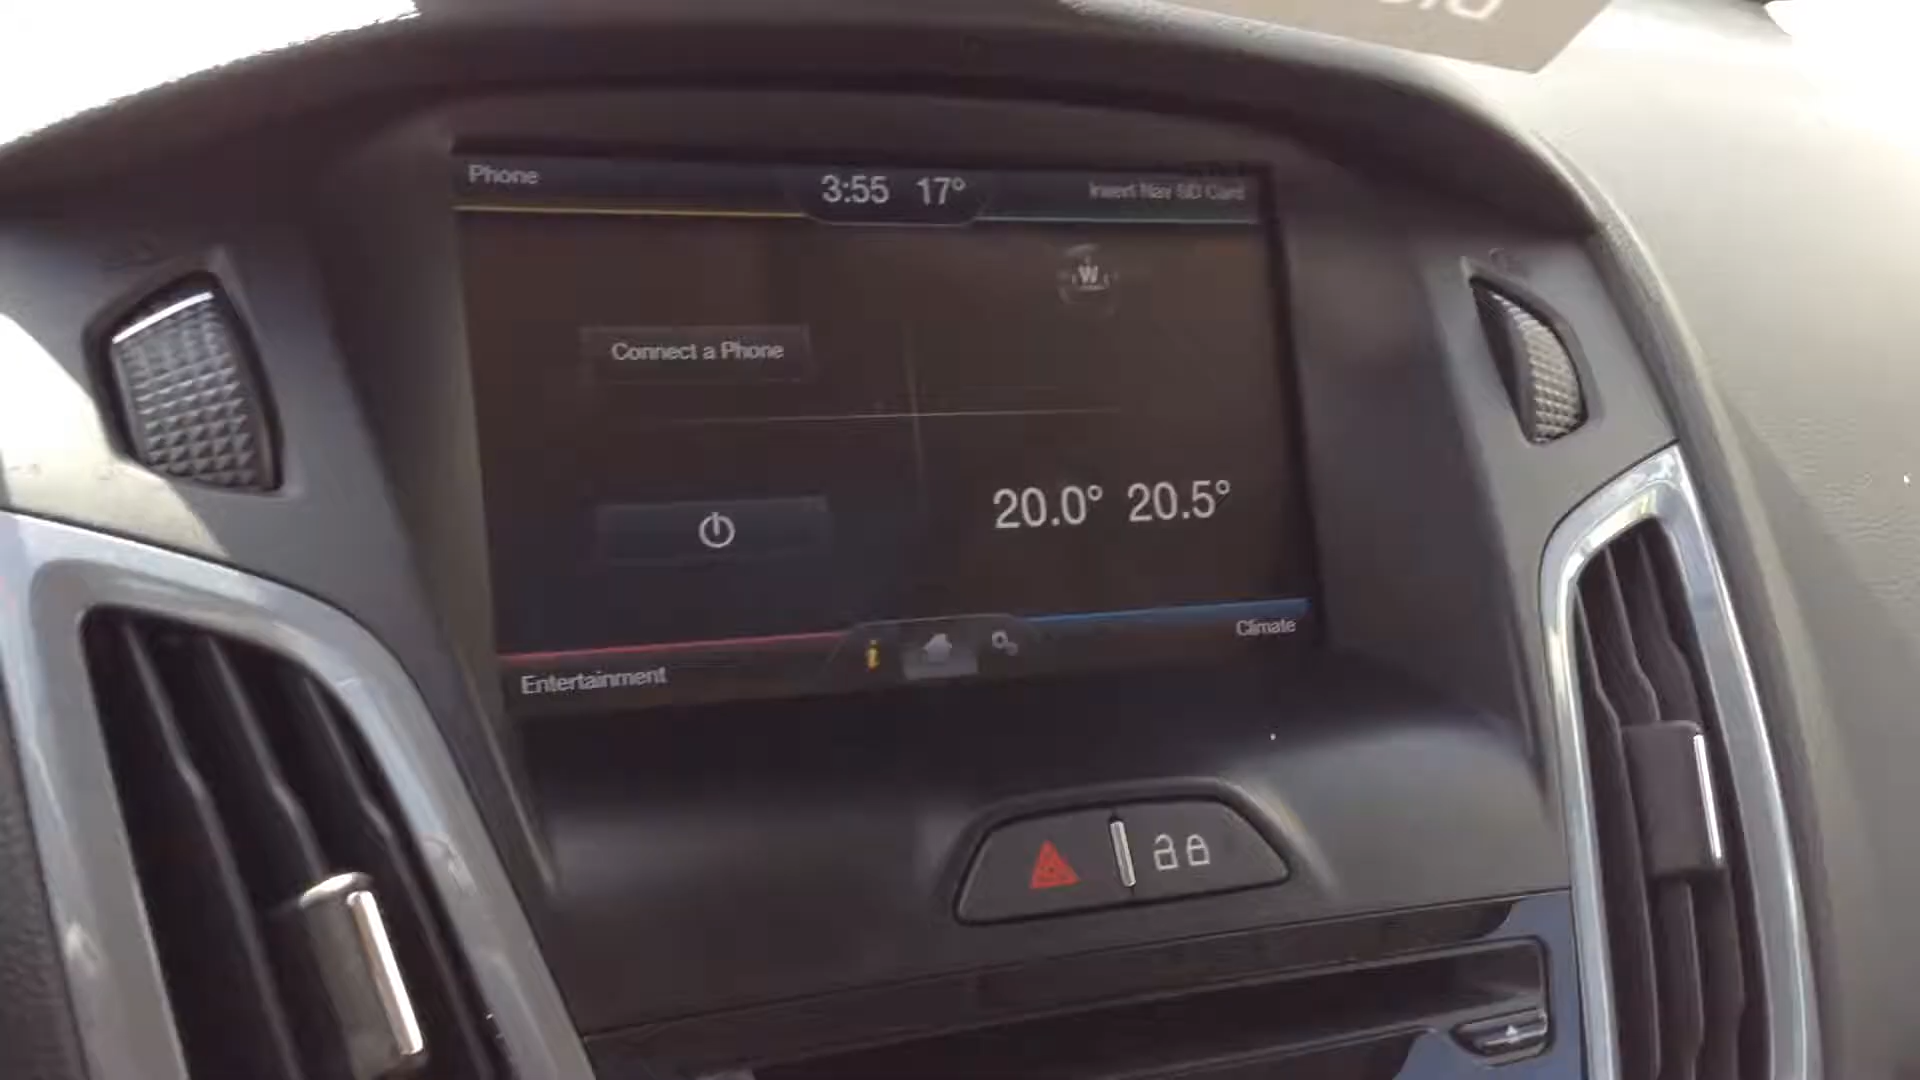 Phone
3:55 17°
Insert Nav SD Card
W
Connect a Phone
20.0° 20.5°
i
Climate
Entertainment